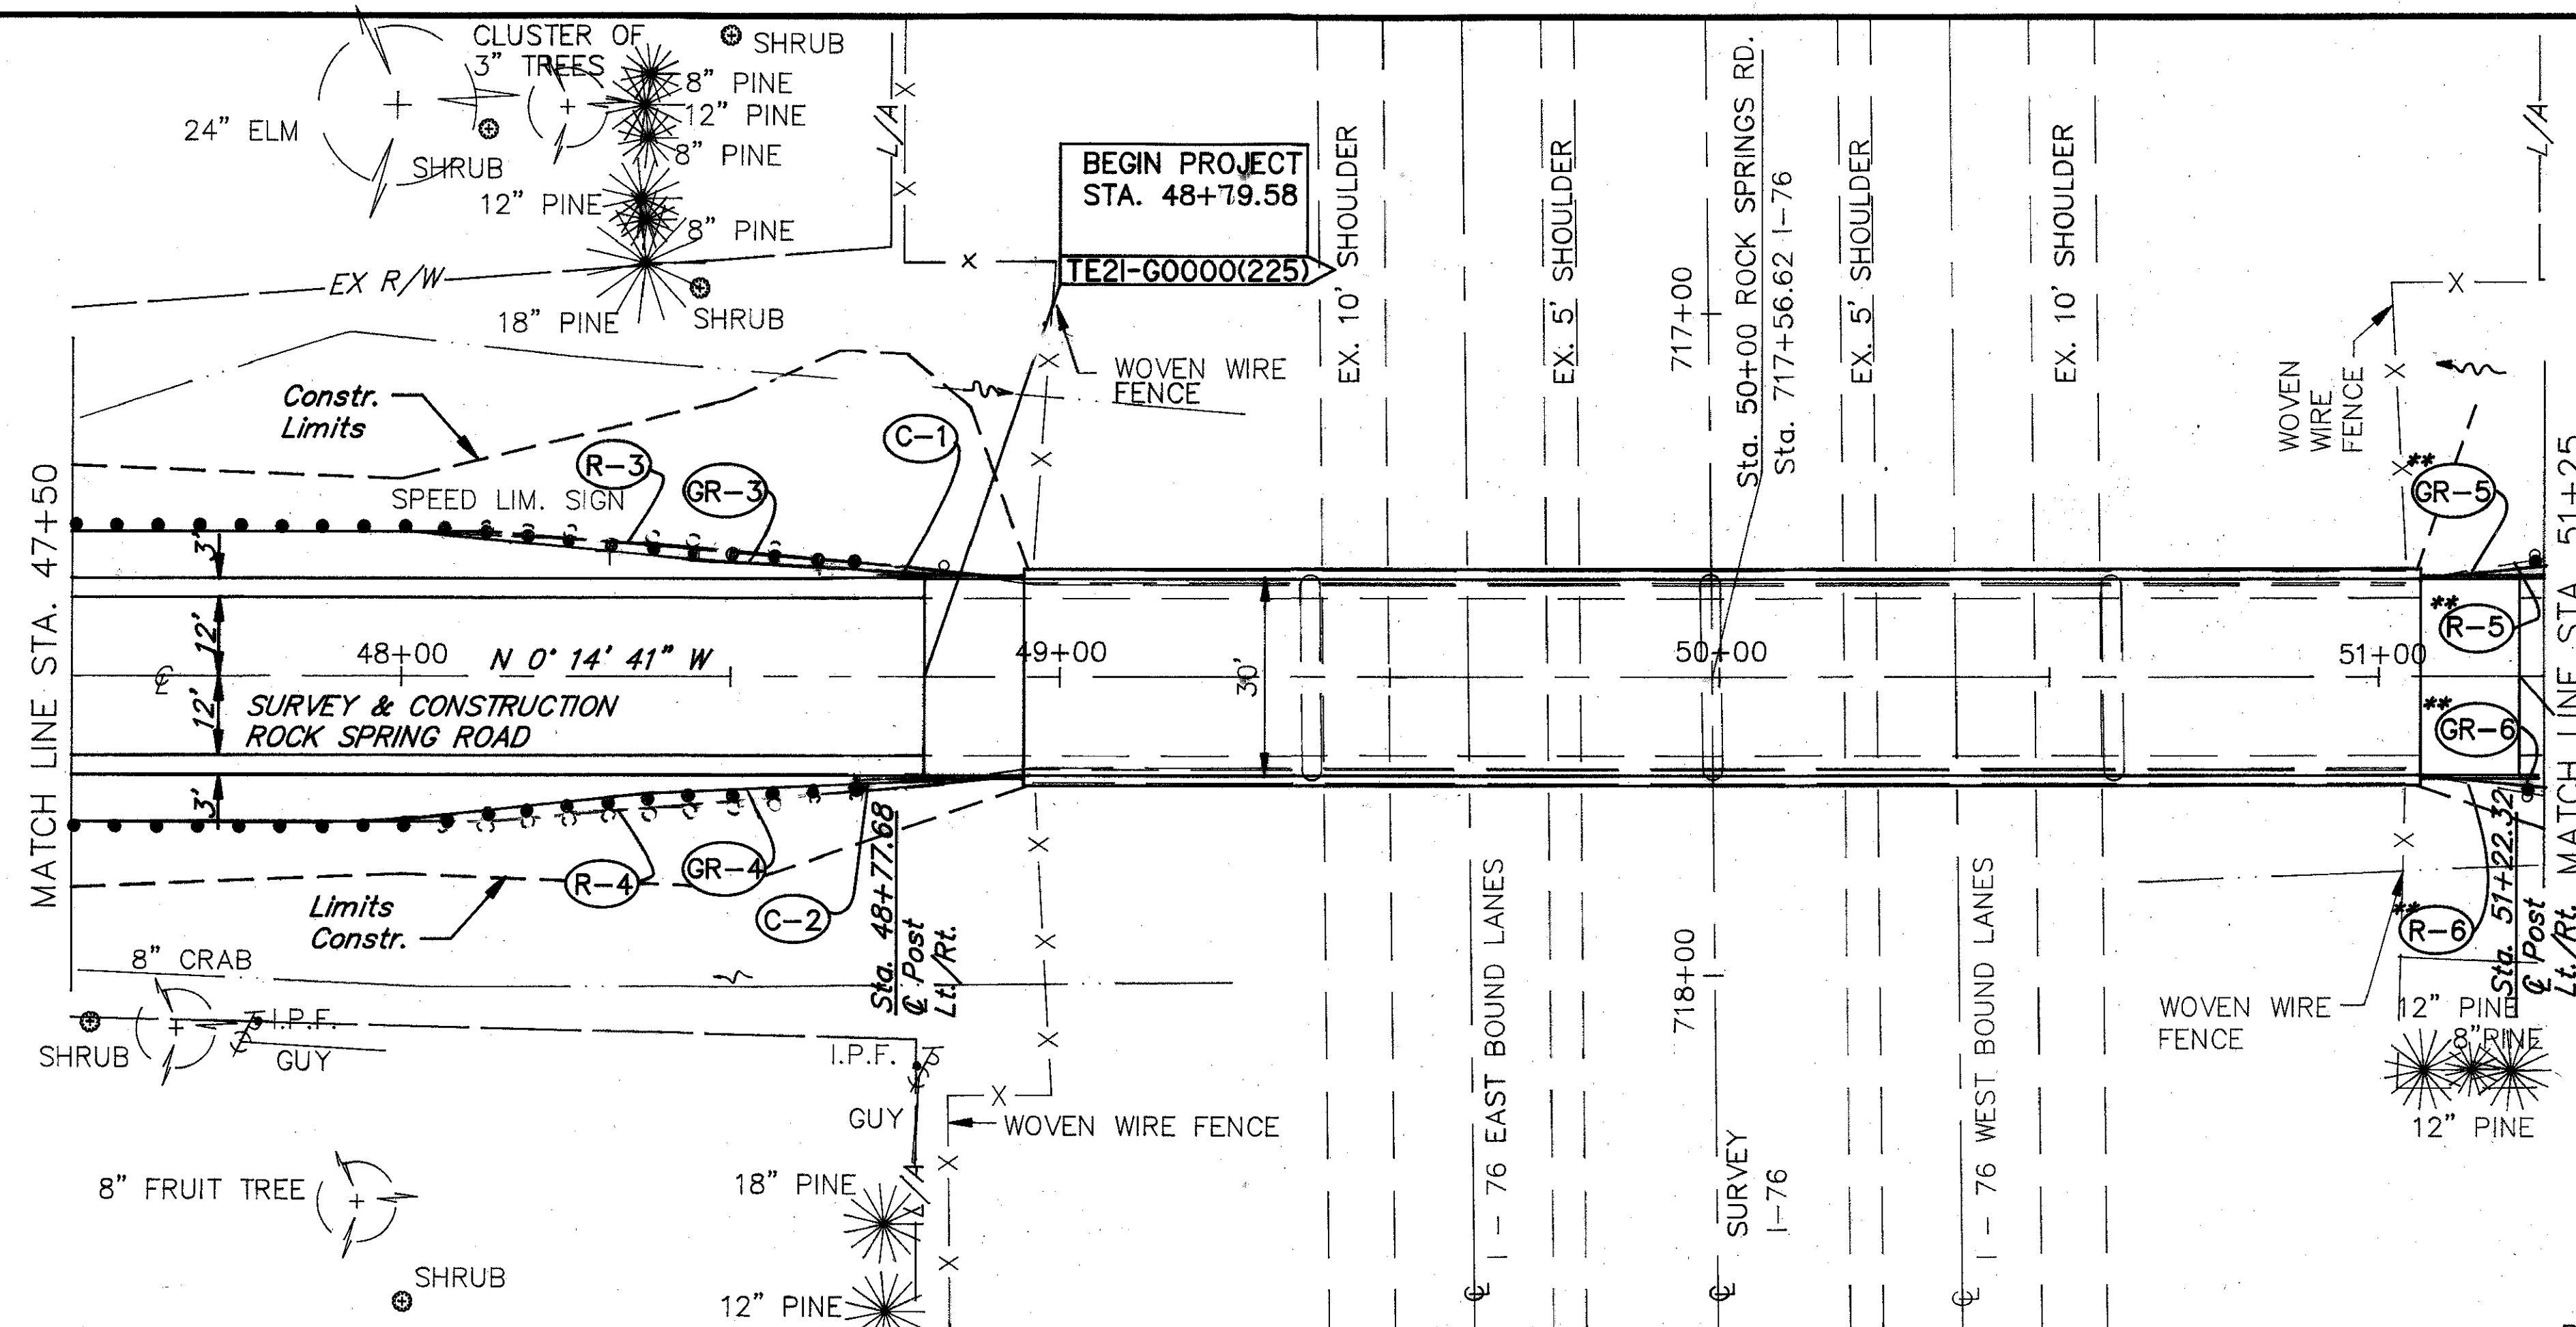 CLUSTER OF
3" TREES
SHRUB
8" PINE
12" PINE
8" PINE
24" ELM
SHRUB
12" PINE
8" PINE
EX R/W
18" PINE
SHRUB
L/A
BEGIN PROJECT
STA. 48+79.58
TE21-G0000(225)
WOVEN WIRE
FENCE
EX. 10' SHOULDER
EX. 5' SHOULDER
717+00
Sta. 50+00 ROCK SPRINGS RD.
Sta. 717+56.62 I-76
EX. 5' SHOULDER
EX. 10' SHOULDER
WOVEN
WIRE
FENCE
L/A
Constr.
Limits
R-3
GR-3
C-1
SPEED LIM. SIGN
** GR-5
MATCH LINE STA. 47+50
3'
12'
12'
3'
48+00
N 0° 14' 41" W
SURVEY & CONSTRUCTION
ROCK SPRING ROAD
49+00
30'
50+00
51+00
** R-5
** GR-6
MATCH LINE STA. 51+25
R-4
GR-4
C-2
Limits
Constr.
Sta. 48+77.68
℄ Post
Lt./Rt.
** R-6
Sta. 51+22.32
℄ Post
Lt./Rt.
8" CRAB
SHRUB
I.P.F.
GUY
I.P.F.
GUY
WOVEN WIRE FENCE
L/A
18" PINE
12" PINE
8" FRUIT TREE
SHRUB
℄ I - 76 EAST BOUND LANES
718+00
℄ SURVEY
I-76
℄ I - 76 WEST BOUND LANES
WOVEN WIRE
FENCE
12" PINE
8" PINE
12" PINE